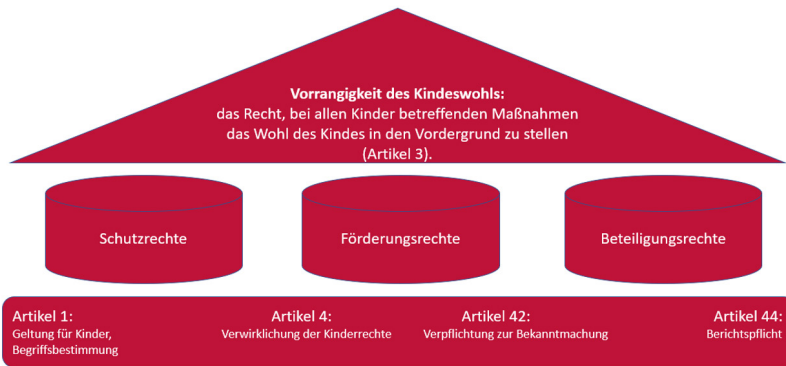 Vorrangigkeit des Kindeswohls:
das Recht, bei allen Kinder betreffenden Maßnahmen
das Wohl des Kindes in den Vordergrund zu stellen
(Artikel 3).
Schutzrechte
Förderungsrechte
Beteiligungsrechte
Artikel 1:
Geltung für Kinder,
Begriffsbestimmung
Artikel 4:
Verwirklichung der Kinderrechte
Artikel 42:
Verpflichtung zur Bekanntmachung
Artikel 44:
Berichtspflicht